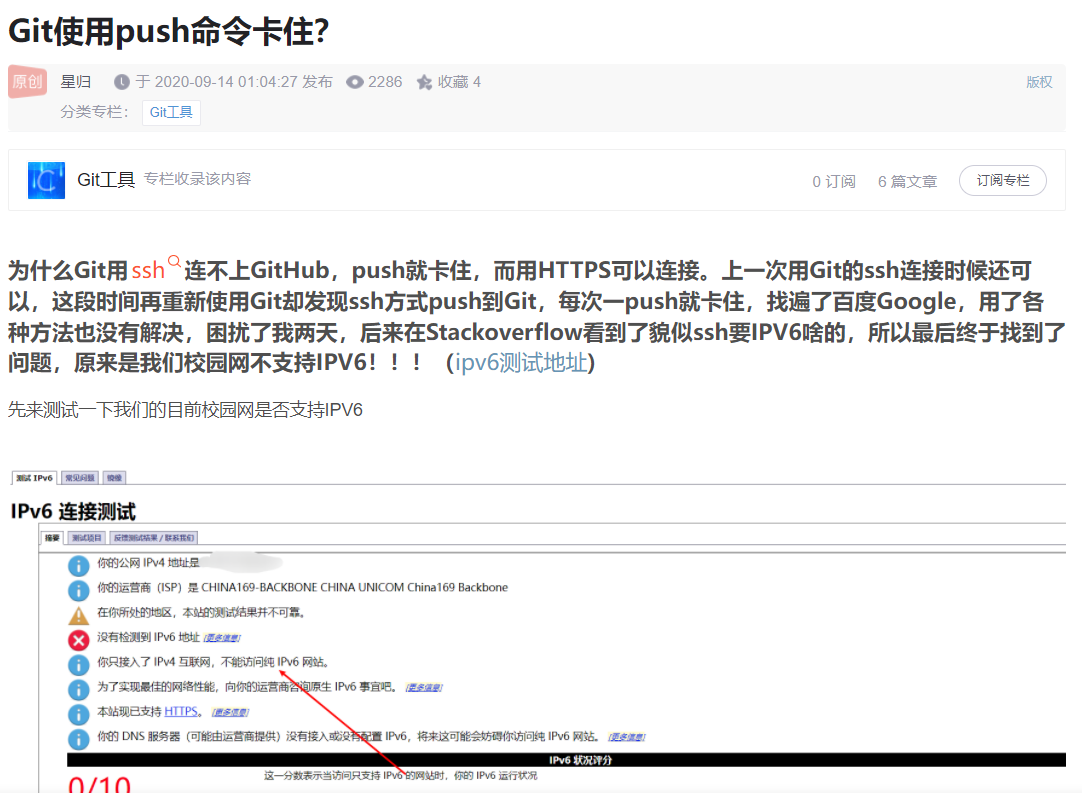 Git使用push命令卡住?
原创 星归 于 2020-09-14 01:04:27 发布 2286 收藏 4 版权
分类专栏： Git工具
Git工具 专栏收录该内容 0 订阅 6 篇文章 订阅专栏
为什么Git用ssh连不上GitHub，push就卡住，而用HTTPS可以连接。上一次用Git的ssh连接时候还可
以，这段时间再重新使用Git却发现ssh方式push到Git，每次一push就卡住，找遍了百度Google，用了各
种方法也没有解决，困扰了我两天，后来在Stackoverflow看到了貌似ssh要IPV6啥的，所以最后终于找到了
问题，原来是我们校园网不支持IPV6！！！（ipv6测试地址)
先来测试一下我们的目前校园网是否支持IPV6
测试 IPv6 常见问题 镜像
IPv6 连接测试
摘要 测试项目 反馈测试结果 / 联系我们
你的公网 IPv4 地址是
你的运营商（ISP）是 CHINA169-BACKBONE CHINA UNICOM China169 Backbone
在你所处的地区，本站的测试结果并不可靠。
没有检测到 IPv6 地址 [更多信息]
你只接入了 IPv4 互联网，不能访问纯 IPv6 网站。
为了实现最佳的网络性能，向你的运营商咨询原生 IPv6 事宜吧。 [更多信息]
本站现已支持 HTTPS。 [更多信息]
你的 DNS 服务器（可能由运营商提供）没有接入或没有配置 IPv6，将来这可能会妨碍你访问纯 IPv6 网站。 [更多信息]
IPv6 状况评分
0/10 这一分数表示当访问只支持 IPv6 的网站时，你的 IPv6 运行状况